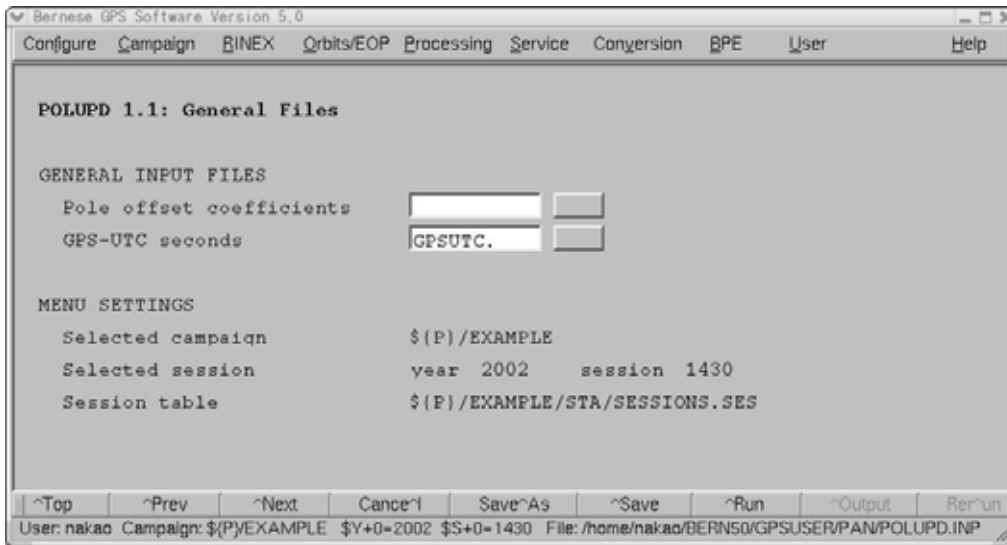 Bernese GPS Software Version 5.0
Configure Campaign RINEX Orbits/EOP Processing Service Conversion BPE User Help
POLUPD 1.1: General Files
GENERAL INPUT FILES
Pole offset coefficients
GPS-UTC seconds GPSUTC.
MENU SETTINGS
Selected campaign ${P}/EXAMPLE
Selected session year 2002 session 1430
Session table ${P}/EXAMPLE/STA/SESSIONS.SES
^Top ^Prev ^Next Cance^l Save^As ^Save ^Run ^Output Rer^un
User: nakao Campaign: ${P}/EXAMPLE $Y+0=2002 $S+0=1430 File: /home/nakao/BERN50/GPSUSER/PAN/POLUPD.INP